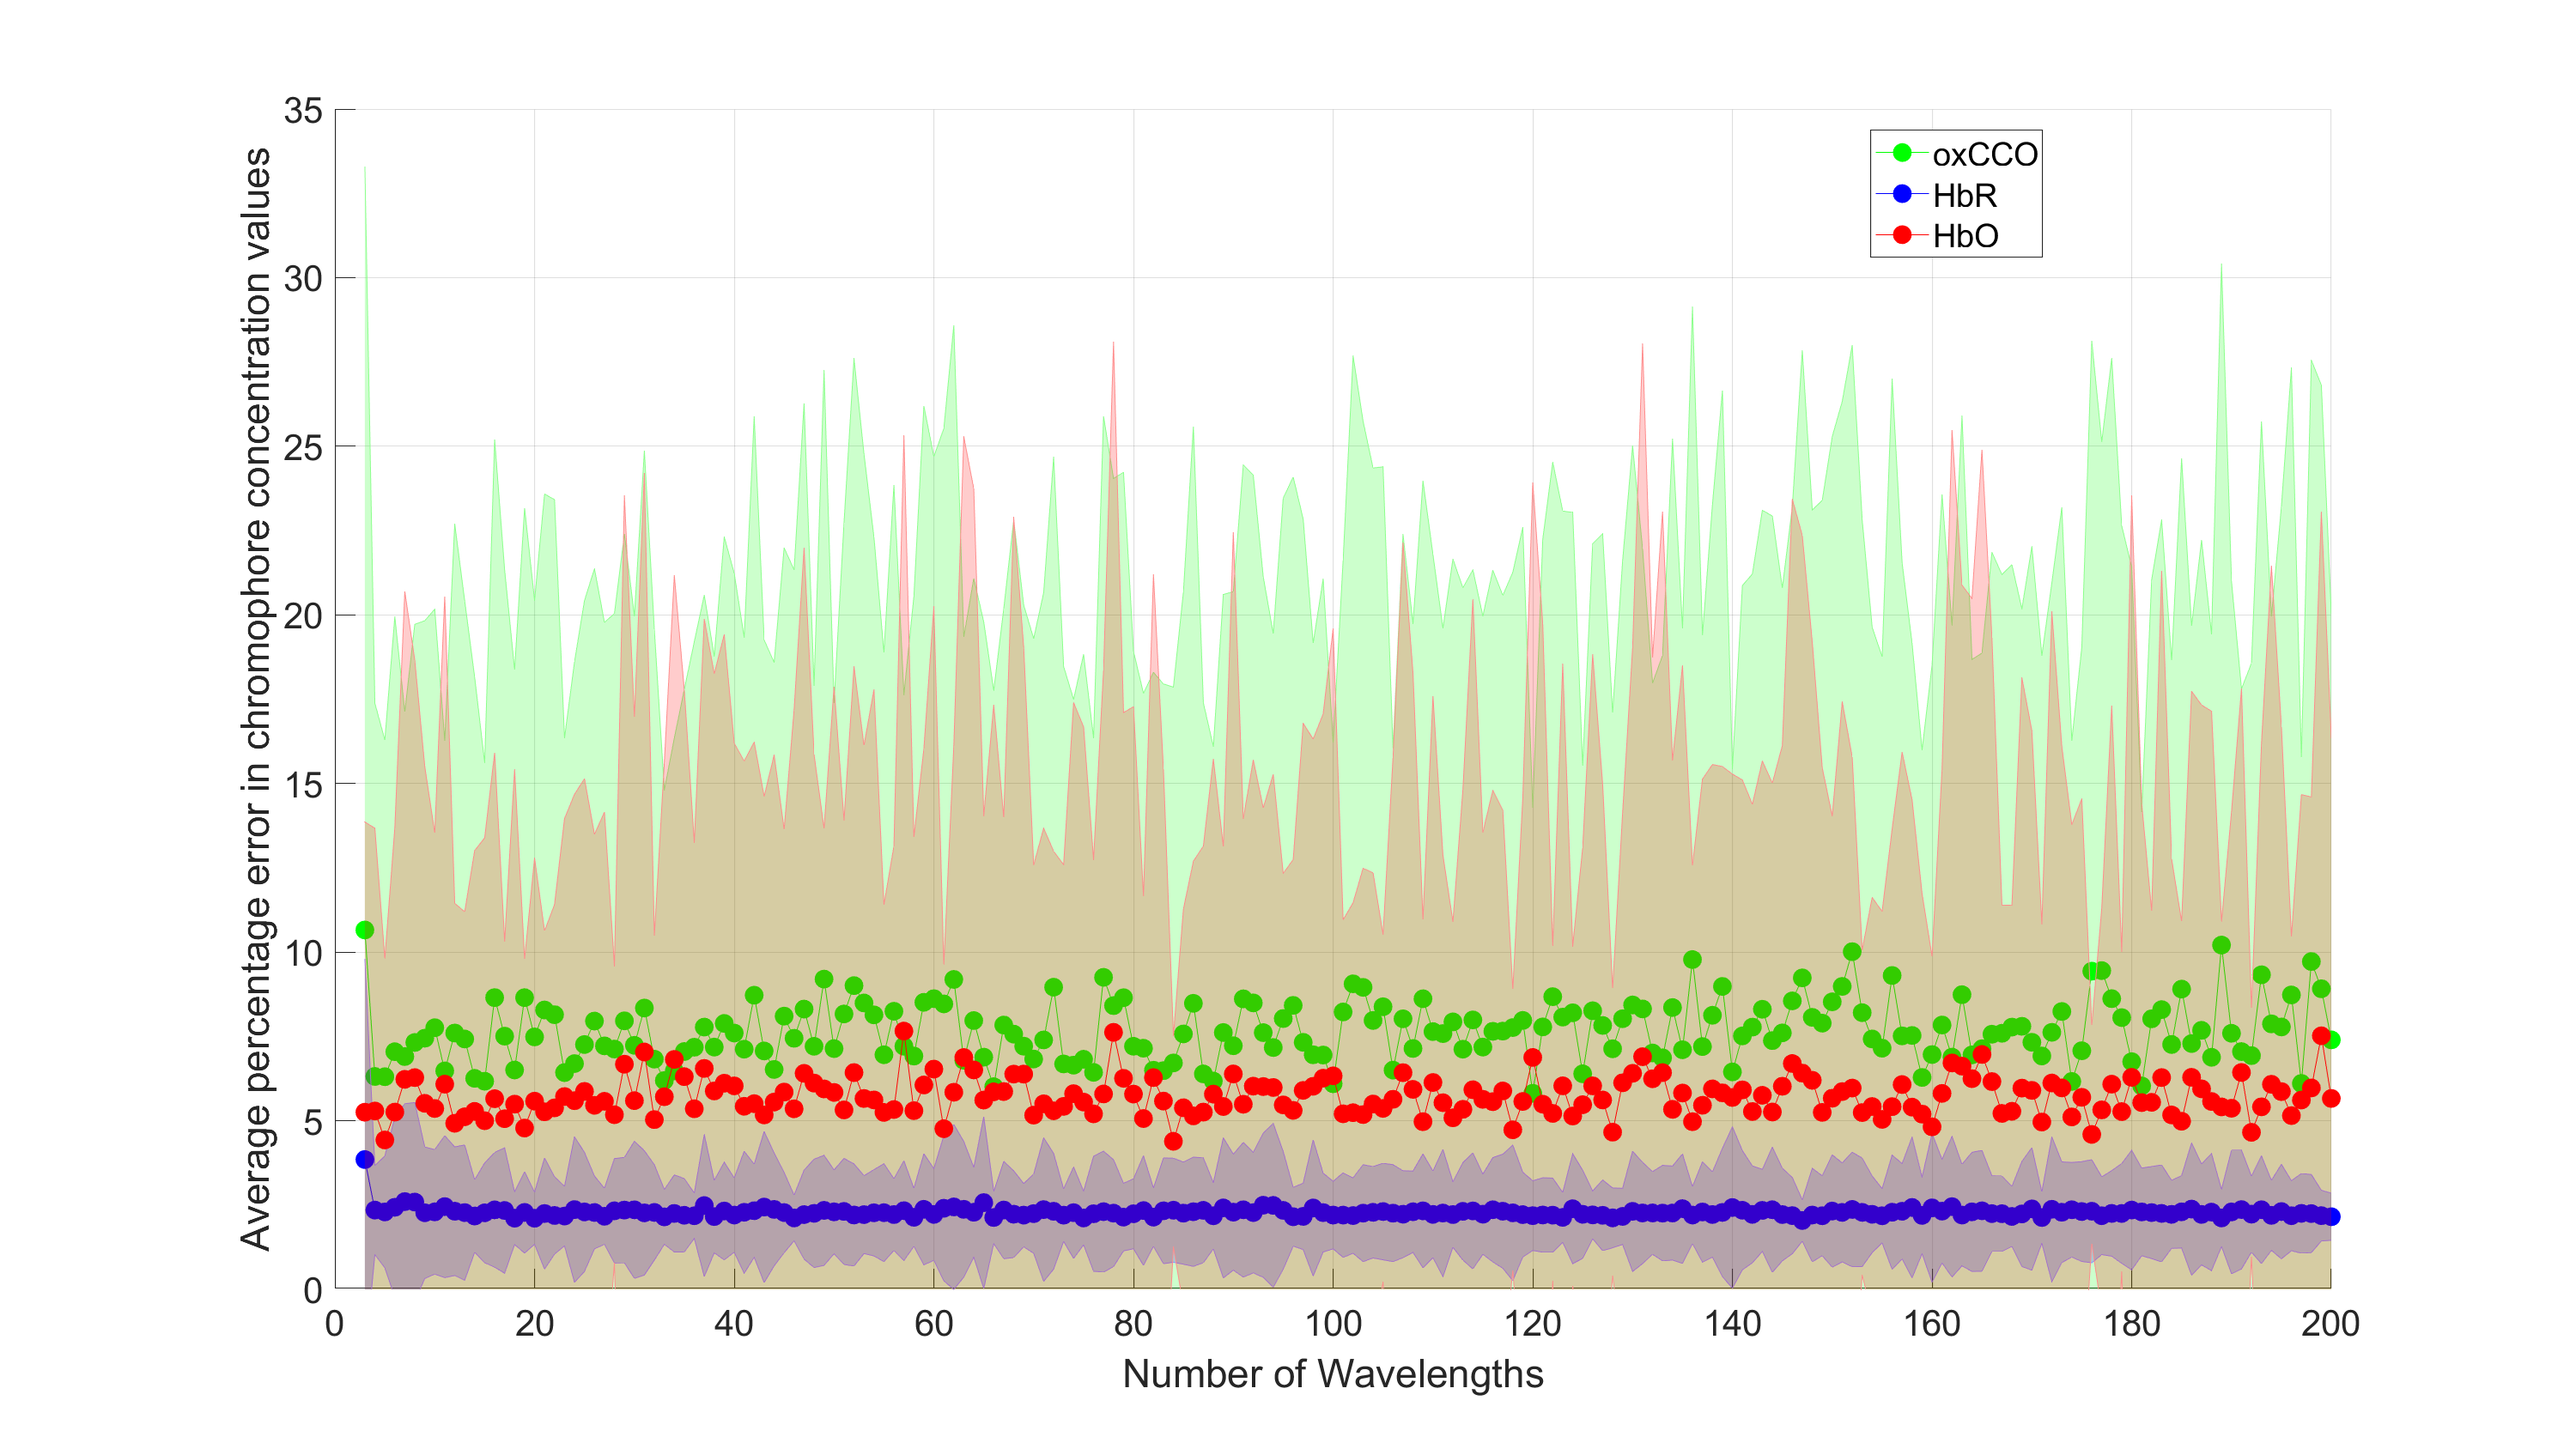 Average percentage error in chromophore concentration values
35
30
25
20
15
10
5
0
oxCCO
HbR
HbO
0 20 40 60 80 100 120 140 160 180 200
Number of Wavelengths